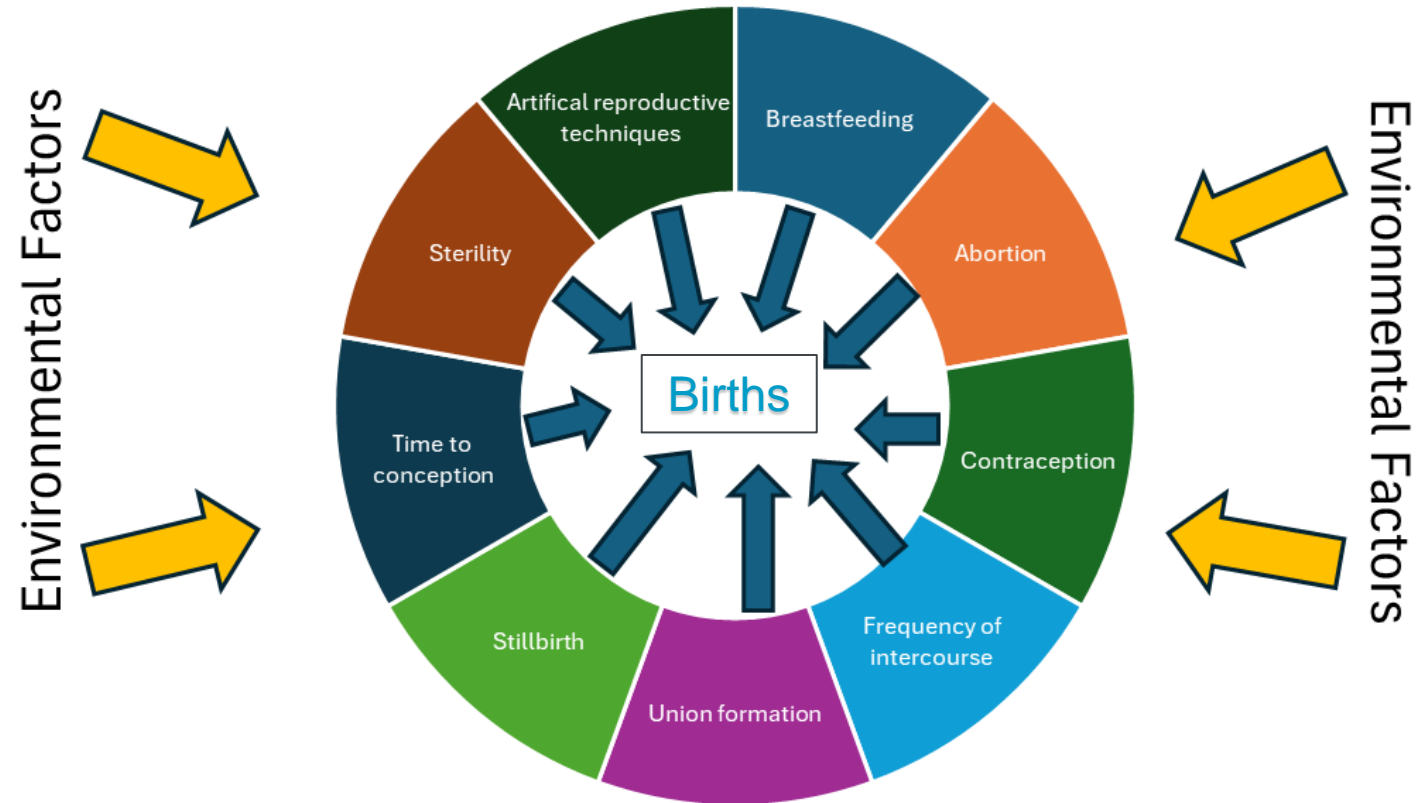 Environmental Factors
Artifical reproductive
techniques
Breastfeeding
Abortion
Contraception
Frequency of
intercourse
Union formation
Stillbirth
Time to
conception
Sterility
Births
Environmental Factors